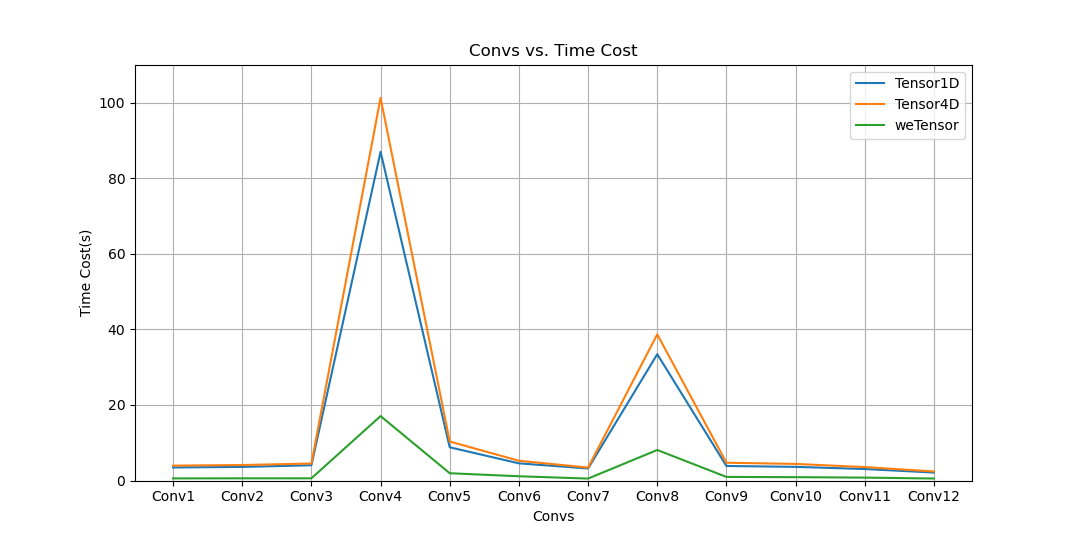 Convs vs. Time Cost
Tensor1D
Tensor4D
weTensor
Time Cost(s)
100
80
60
40
20
0
Conv1 Conv2 Conv3 Conv4 Conv5 Conv6 Conv7 Conv8 Conv9 Conv10 Conv11 Conv12
Convs